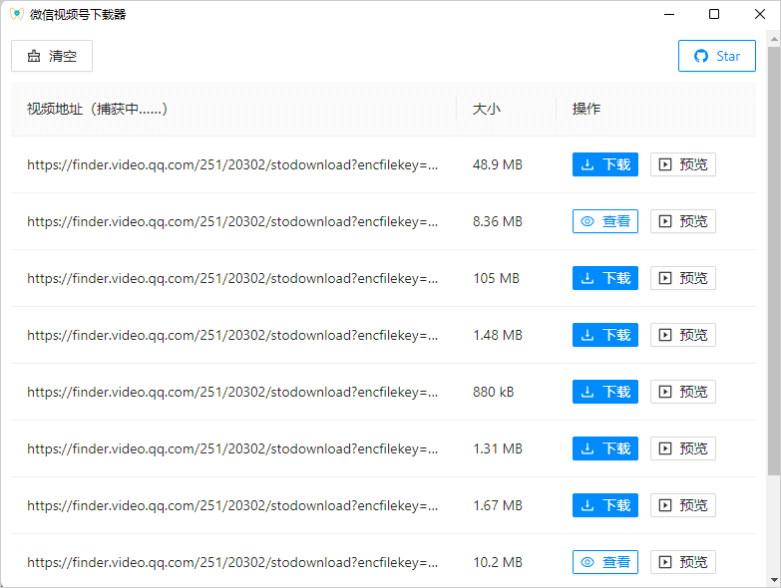 微信视频号下载器
清空 Star
视频地址（捕获中……） 大小 操作
https://finder.video.qq.com/251/20302/stodownload?encfilekey=... 48.9 MB 下载 预览
https://finder.video.qq.com/251/20302/stodownload?encfilekey=... 8.36 MB 查看 预览
https://finder.video.qq.com/251/20302/stodownload?encfilekey=... 105 MB 下载 预览
https://finder.video.qq.com/251/20302/stodownload?encfilekey=... 1.48 MB 下载 预览
https://finder.video.qq.com/251/20302/stodownload?encfilekey=... 880 kB 下载 预览
https://finder.video.qq.com/251/20302/stodownload?encfilekey=... 1.31 MB 下载 预览
https://finder.video.qq.com/251/20302/stodownload?encfilekey=... 1.67 MB 下载 预览
https://finder.video.qq.com/251/20302/stodownload?encfilekey=... 10.2 MB 查看 预览